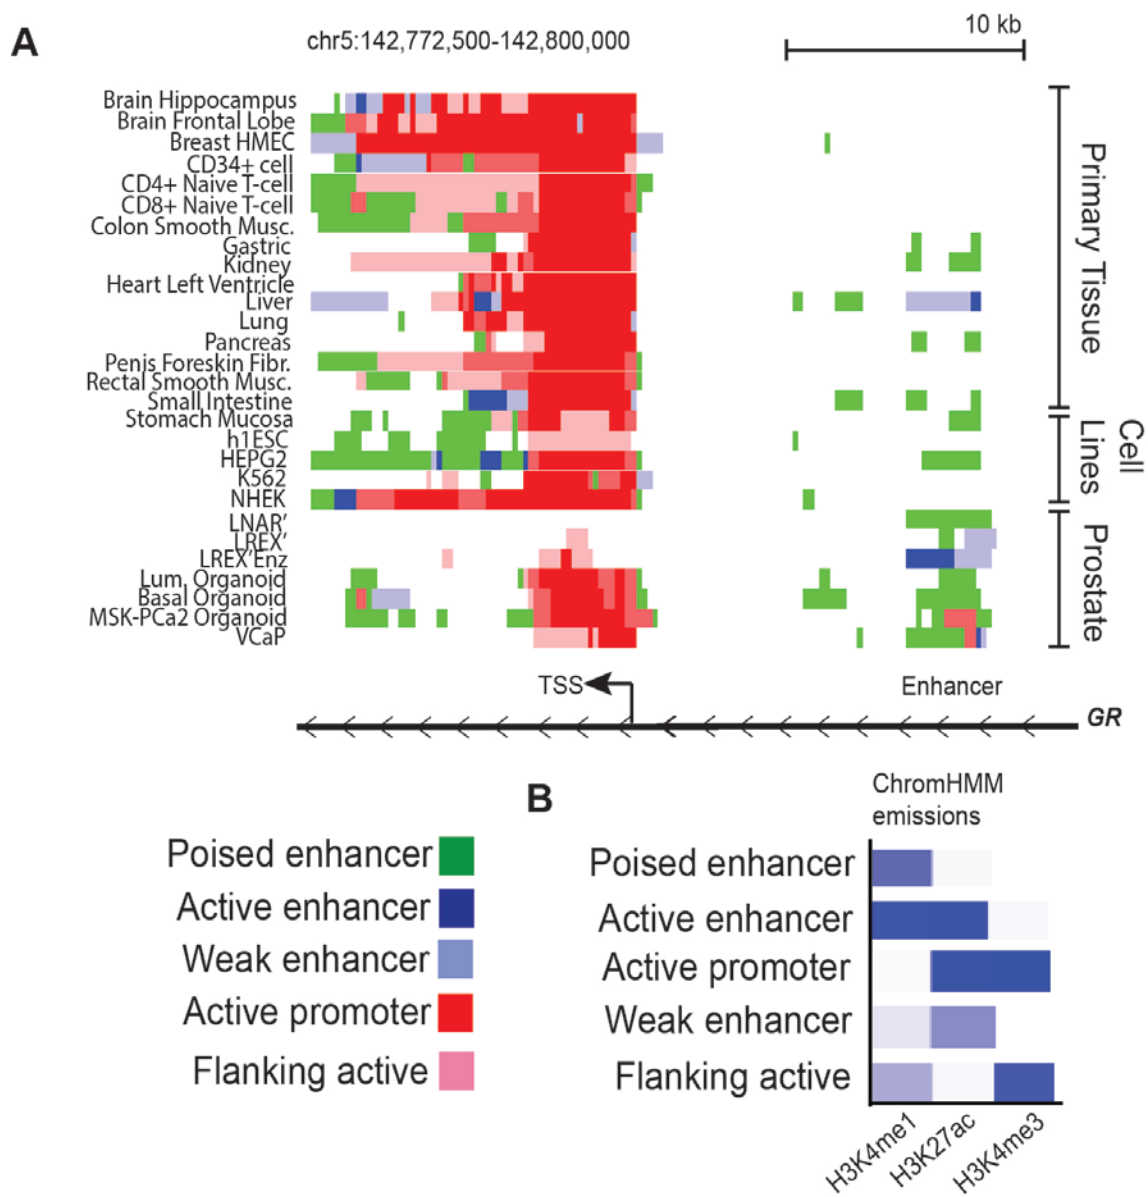 A
chr5:142,772,500-142,800,000
10 kb
Brain Hippocampus
Brain Frontal Lobe
Breast HMEC
CD34+ cell
CD4+ Naive T-cell
CD8+ Naive T-cell
Colon Smooth Musc.
Gastric
Kidney
Heart Left Ventricle
Liver
Lung
Pancreas
Penis Foreskin Fibr.
Rectal Smooth Musc.
Small Intestine
Stomach Mucosa
h1ESC
HEPG2
K562
NHEK
LNAR'
LREX'
LREX'Enz
Lum. Organoid
Basal Organoid
MSK-PCa2 Organoid
VCaP
Primary Tissue
Cell
Lines
Prostate
TSS
Enhancer
GR
Poised enhancer
Active enhancer
Weak enhancer
Active promoter
Flanking active
B
ChromHMM
emissions
Poised enhancer
Active enhancer
Active promoter
Weak enhancer
Flanking active
H3K4me1
H3K27ac
H3K4me3